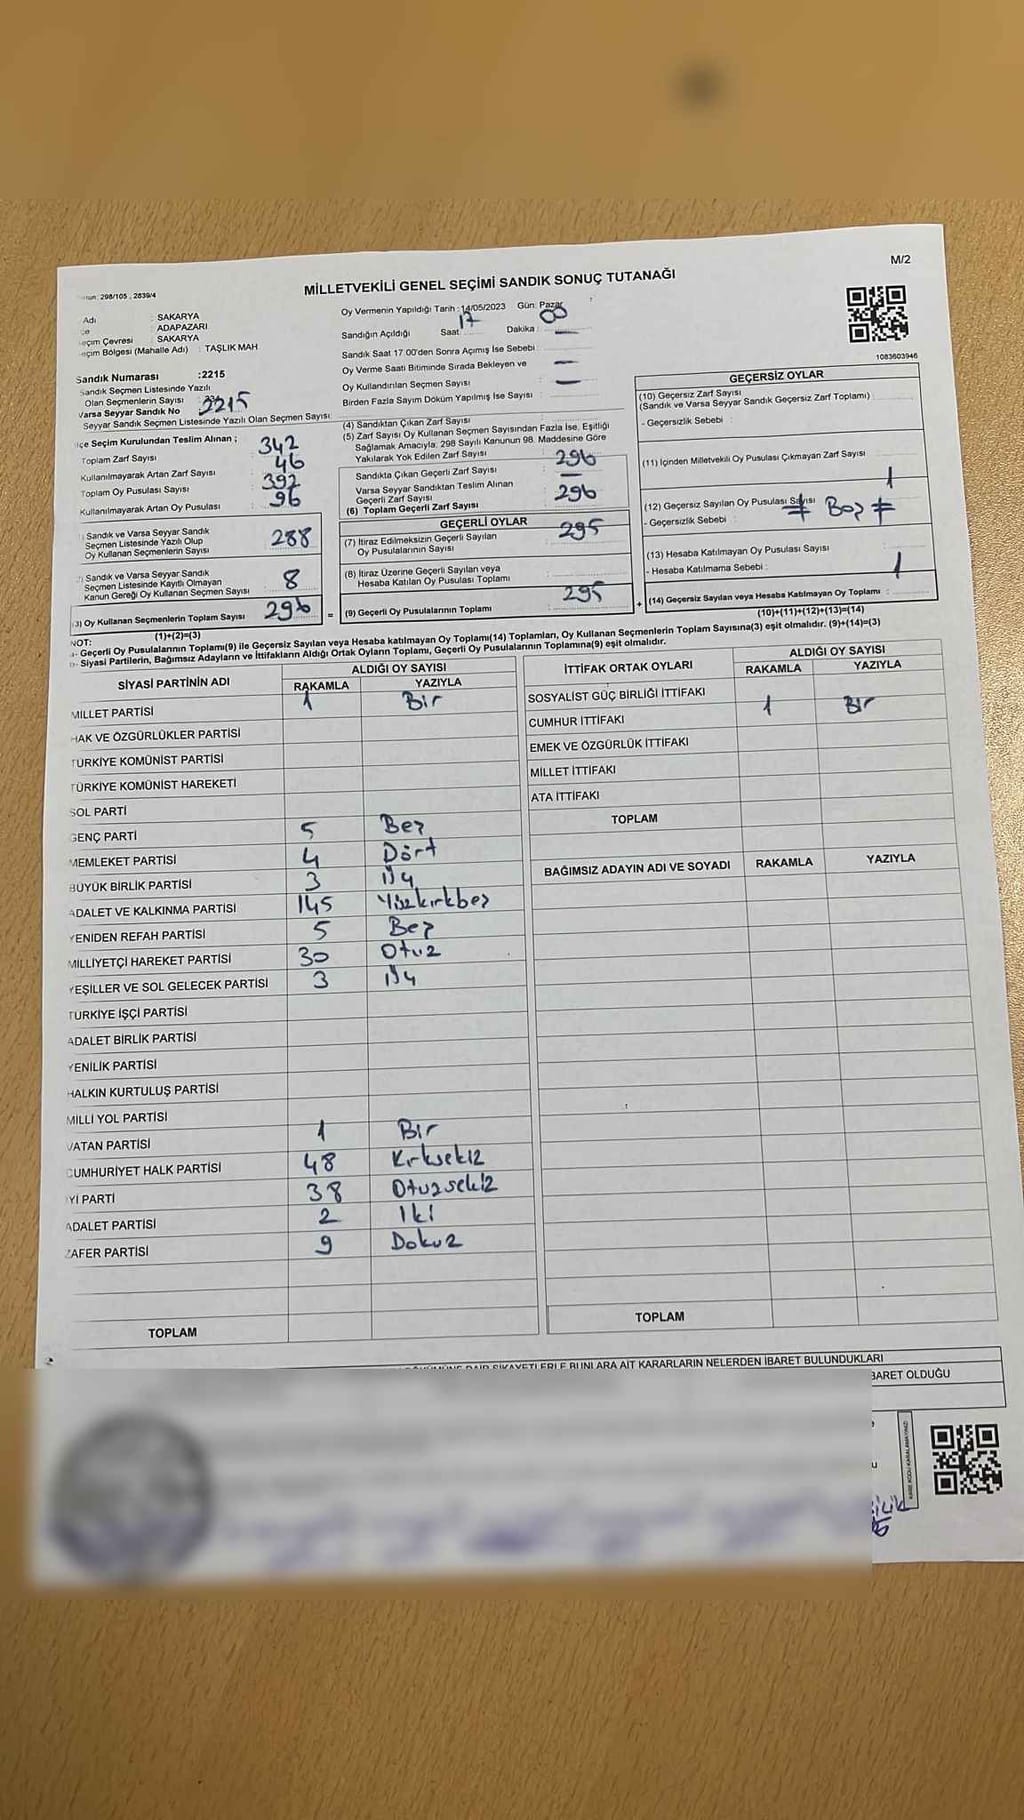 M/2
MİLLETVEKİLİ GENEL SEÇİMİ SANDIK SONUÇ TUTANAĞI
298/105 , 2839/4
Adı : SAKARYA
ADAPAZARI
Seçim Çevresi : SAKARYA
Seçim Bölgesi (Mahalle Adı) : TAŞLIK MAH
Sandık Numarası :2215
Sandık Seçmen Listesinde Yazılı
Olan Seçmenlerin Sayısı :
Varsa Seyyar Sandık No 2215
Seyyar Sandık Seçmen Listesinde Yazılı Olan Seçmen Sayısı:
Oy Vermenin Yapıldığı Tarih : 14/05/2023 Gün: Pazar
Sandığın Açıldığı Saat 17 Dakika : 00
Sandık Saat 17.00'den Sonra Açımış İse Sebebi : —
Oy Verme Saati Bitiminde Sırada Bekleyen ve
Oy Kullandırılan Seçmen Sayısı : —
Birden Fazla Sayım Döküm Yapılmış İse Sayısı : —
1083603946
İlçe Seçim Kurulundan Teslim Alınan ;
Toplam Zarf Sayısı 342
Kullanılmayarak Artan Zarf Sayısı 46
Toplam Oy Pusulası Sayısı 392
Kullanılmayarak Artan Oy Pusulası 96
Sandık ve Varsa Seyyar Sandık
Seçmen Listesinde Yazılı Olup
Oy Kullanan Seçmenlerin Sayısı 288
Sandık ve Varsa Seyyar Sandık
Seçmen Listesinde Kayıtlı Olmayan
Kanun Gereği Oy Kullanan Seçmen Sayısı 8
(3) Oy Kullanan Seçmenlerin Toplam Sayısı 296 =
(1)+(2)=(3)
(4) Sandıktan Çıkan Zarf Sayısı
(5) Zarf Sayısı Oy Kullanan Seçmen Sayısından Fazla İse, Eşitliği
Sağlamak Amacıyla, 298 Sayılı Kanunun 98. Maddesine Göre
Yakılarak Yok Edilen Zarf Sayısı :
Sandıkta Çıkan Geçerli Zarf Sayısı 296
Varsa Seyyar Sandıktan Teslim Alınan
Geçerli Zarf Sayısı —
(6) Toplam Geçerli Zarf Sayısı : 296
GEÇERLİ OYLAR
(7) İtiraz Edilmeksizin Geçerli Sayılan
Oy Pusulalarının Sayısı : 295
(8) İtiraz Üzerine Geçerli Sayılan veya
Hesaba Katılan Oy Pusulası Toplamı :
(9) Geçerli Oy Pusulalarının Toplamı : 295 +
GEÇERSİZ OYLAR
(10) Geçersiz Zarf Sayısı
(Sandık ve Varsa Seyyar Sandık Geçersiz Zarf Toplamı) :
- Geçersizlik Sebebi :
(11) İçinden Milletvekili Oy Pusulası Çıkmayan Zarf Sayısı :
(12) Geçersiz Sayılan Oy Pusulası Sayısı 1
- Geçersizlik Sebebi : # Boş #
(13) Hesaba Katılmayan Oy Pusulası Sayısı :
- Hesaba Katılmama Sebebi :
(14) Geçersiz Sayılan veya Hesaba Katılmayan Oy Toplamı : 1
(10)+(11)+(12)+(13)=(14)
NOT:
a- Geçerli Oy Pusulalarının Toplamı(9) ile Geçersiz Sayılan veya Hesaba katılmayan Oy Toplamı(14) Toplamları, Oy Kullanan Seçmenlerin Toplam Sayısına(3) eşit olmalıdır. (9)+(14)=(3)
b- Siyasi Partilerin, Bağımsız Adayların ve İttifakların Aldığı Ortak Oyların Toplamı, Geçerli Oy Pusulalarının Toplamına(9) eşit olmalıdır.
SİYASİ PARTİNİN ADI ALDIĞI OY SAYISI
RAKAMLA YAZIYLA
MİLLET PARTİSİ 1 Bir
HAK VE ÖZGÜRLÜKLER PARTİSİ
TÜRKİYE KOMÜNİST PARTİSİ
TÜRKİYE KOMÜNİST HAREKETİ
SOL PARTİ
GENÇ PARTİ 5 Beş
MEMLEKET PARTİSİ 4 Dört
BÜYÜK BİRLİK PARTİSİ 3 üç
ADALET VE KALKINMA PARTİSİ 145 Yüzkırkbeş
YENİDEN REFAH PARTİSİ 5 Beş
MİLLİYETÇİ HAREKET PARTİSİ 30 Otuz
YEŞİLLER VE SOL GELECEK PARTİSİ 3 üç
TÜRKİYE İŞÇİ PARTİSİ
ADALET BİRLİK PARTİSİ
YENİLİK PARTİSİ
HALKIN KURTULUŞ PARTİSİ
MİLLİ YOL PARTİSİ
VATAN PARTİSİ 1 Bir
CUMHURİYET HALK PARTİSİ 48 Kırksekiz
İYİ PARTİ 38 Otuzsekiz
ADALET PARTİSİ 2 İki
ZAFER PARTİSİ 9 Dokuz
TOPLAM
İTTİFAK ORTAK OYLARI ALDIĞI OY SAYISI
RAKAMLA YAZIYLA
SOSYALİST GÜÇ BİRLİĞİ İTTİFAKI
CUMHUR İTTİFAKI 1 Bir
EMEK VE ÖZGÜRLÜK İTTİFAKI
MİLLET İTTİFAKI
ATA İTTİFAKI
TOPLAM
BAĞIMSIZ ADAYIN ADI VE SOYADI RAKAMLA YAZIYLA
TOPLAM
DAİR ŞİKAYETLERLE BUNLARA AİT KARARLARIN NELERDEN İBARET BULUNDUKLARI
İBARET OLDUĞU